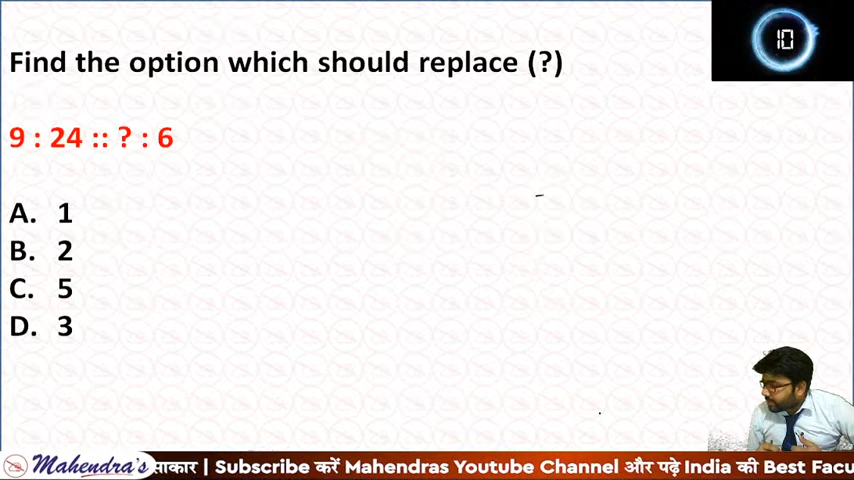 10
Find the option which should replace (?)
9 : 24 :: ? : 6
A. 1
B. 2
C. 5
D. 3
Mahendra's साकार | Subscribe करें Mahendras Youtube Channel और पढ़े India की Best Facu